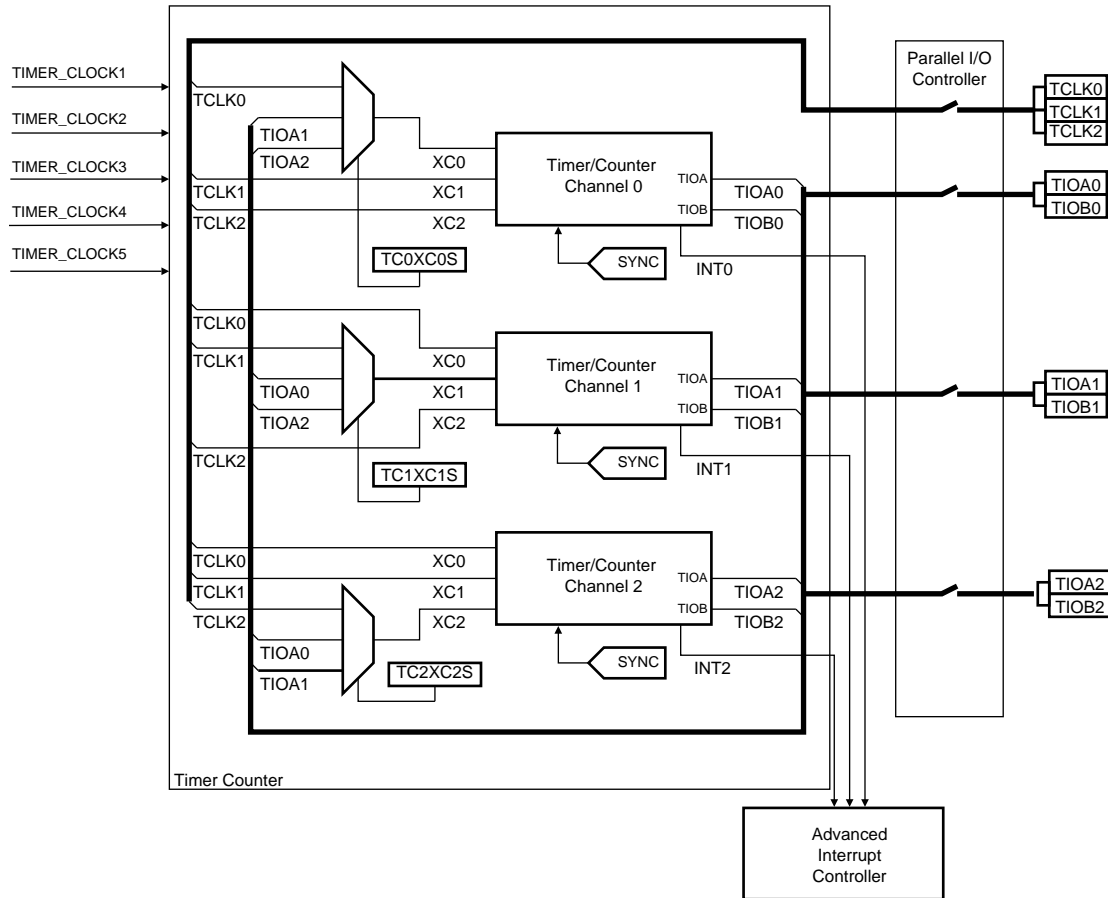 TIMER_CLOCK1
TIMER_CLOCK2
TIMER_CLOCK3
TIMER_CLOCK4
TIMER_CLOCK5
TCLK0
TIOA1
TIOA2
TCLK1
TCLK2
XC0
XC1
XC2
TC0XC0S
Timer/Counter
Channel 0
TIOA
TIOB
TIOA0
TIOB0
SYNC
INT0
TCLK0
TCLK1
TIOA0
TIOA2
TCLK2
XC0
XC1
XC2
TC1XC1S
Timer/Counter
Channel 1
TIOA
TIOB
TIOA1
TIOB1
SYNC
INT1
TCLK0
TCLK1
TCLK2
TIOA0
TIOA1
XC0
XC1
XC2
TC2XC2S
Timer/Counter
Channel 2
TIOA
TIOB
TIOA2
TIOB2
SYNC
INT2
Timer Counter
Parallel I/O
Controller
TCLK0
TCLK1
TCLK2
TIOA0
TIOB0
TIOA1
TIOB1
TIOA2
TIOB2
Advanced
Interrupt
Controller